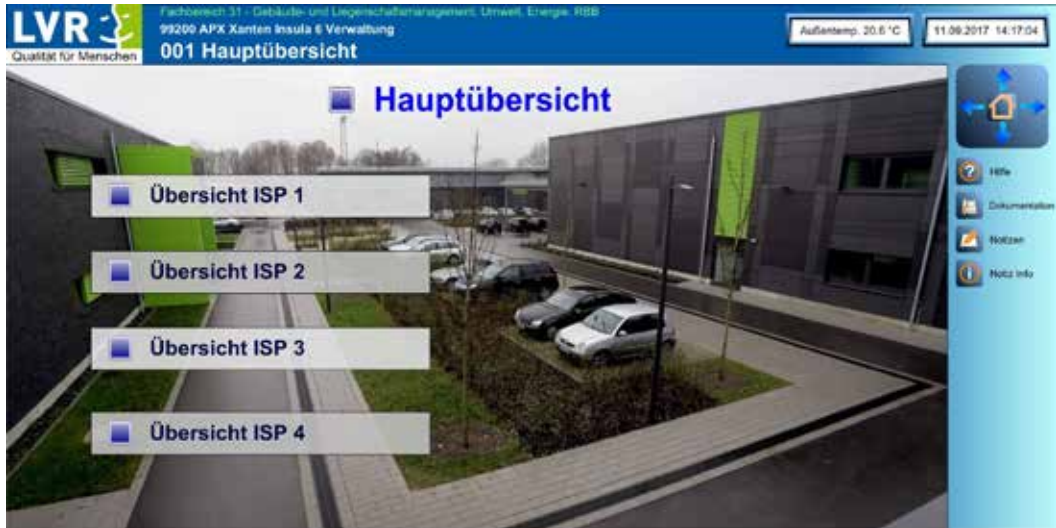 LVR
Qualität für Menschen
Fachbereich 31 - Gebäude- und Liegenschaftsmanagement, Umwelt, Energie, RBB
99200 APX Xanten Insula 6 Verwaltung
001 Hauptübersicht
Außentemp. 20.6 °C
11.09.2017 14:17:04
Hauptübersicht
Übersicht ISP 1
Übersicht ISP 2
Übersicht ISP 3
Übersicht ISP 4
Hilfe
Dokumentation
Notizen
Notiz Info